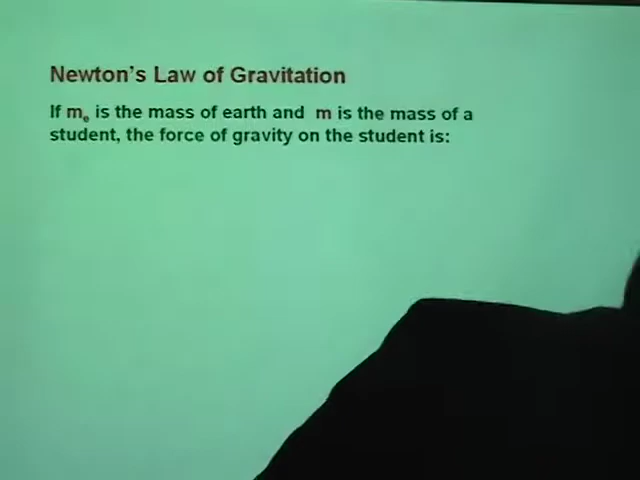 Newton's Law of Gravitation
If mₑ is the mass of earth and m is the mass of a
student, the force of gravity on the student is: